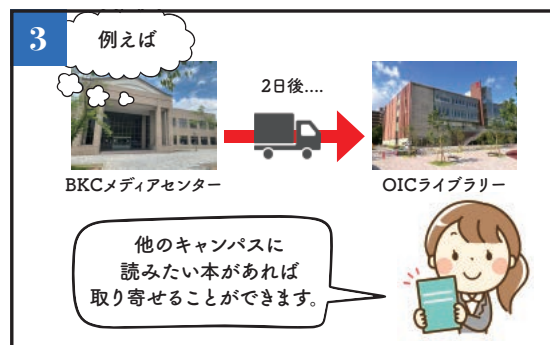 3
例えば
2日後....
BKCメディアセンター
OICライブラリー
他のキャンパスに
読みたい本があれば
取り寄せることができます。